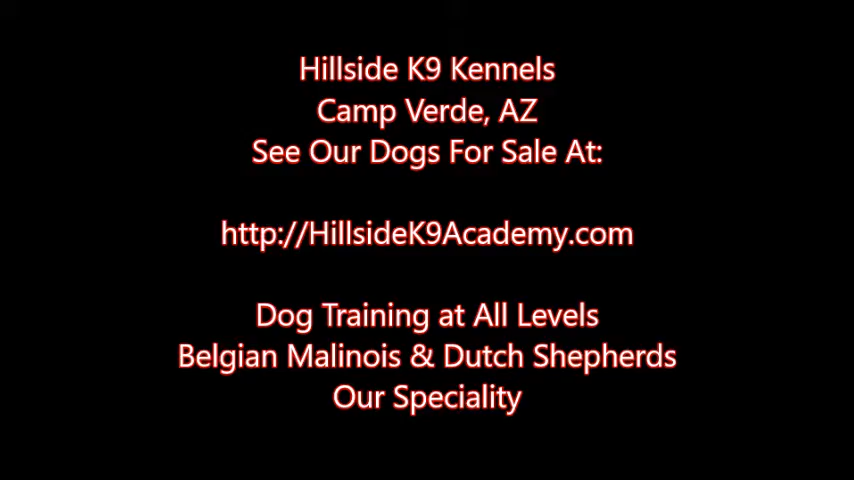 Hillside K9 Kennels
Camp Verde, AZ
See Our Dogs For Sale At:
http://HillsideK9Academy.com
Dog Training at All Levels
Belgian Malinois & Dutch Shepherds
Our Speciality